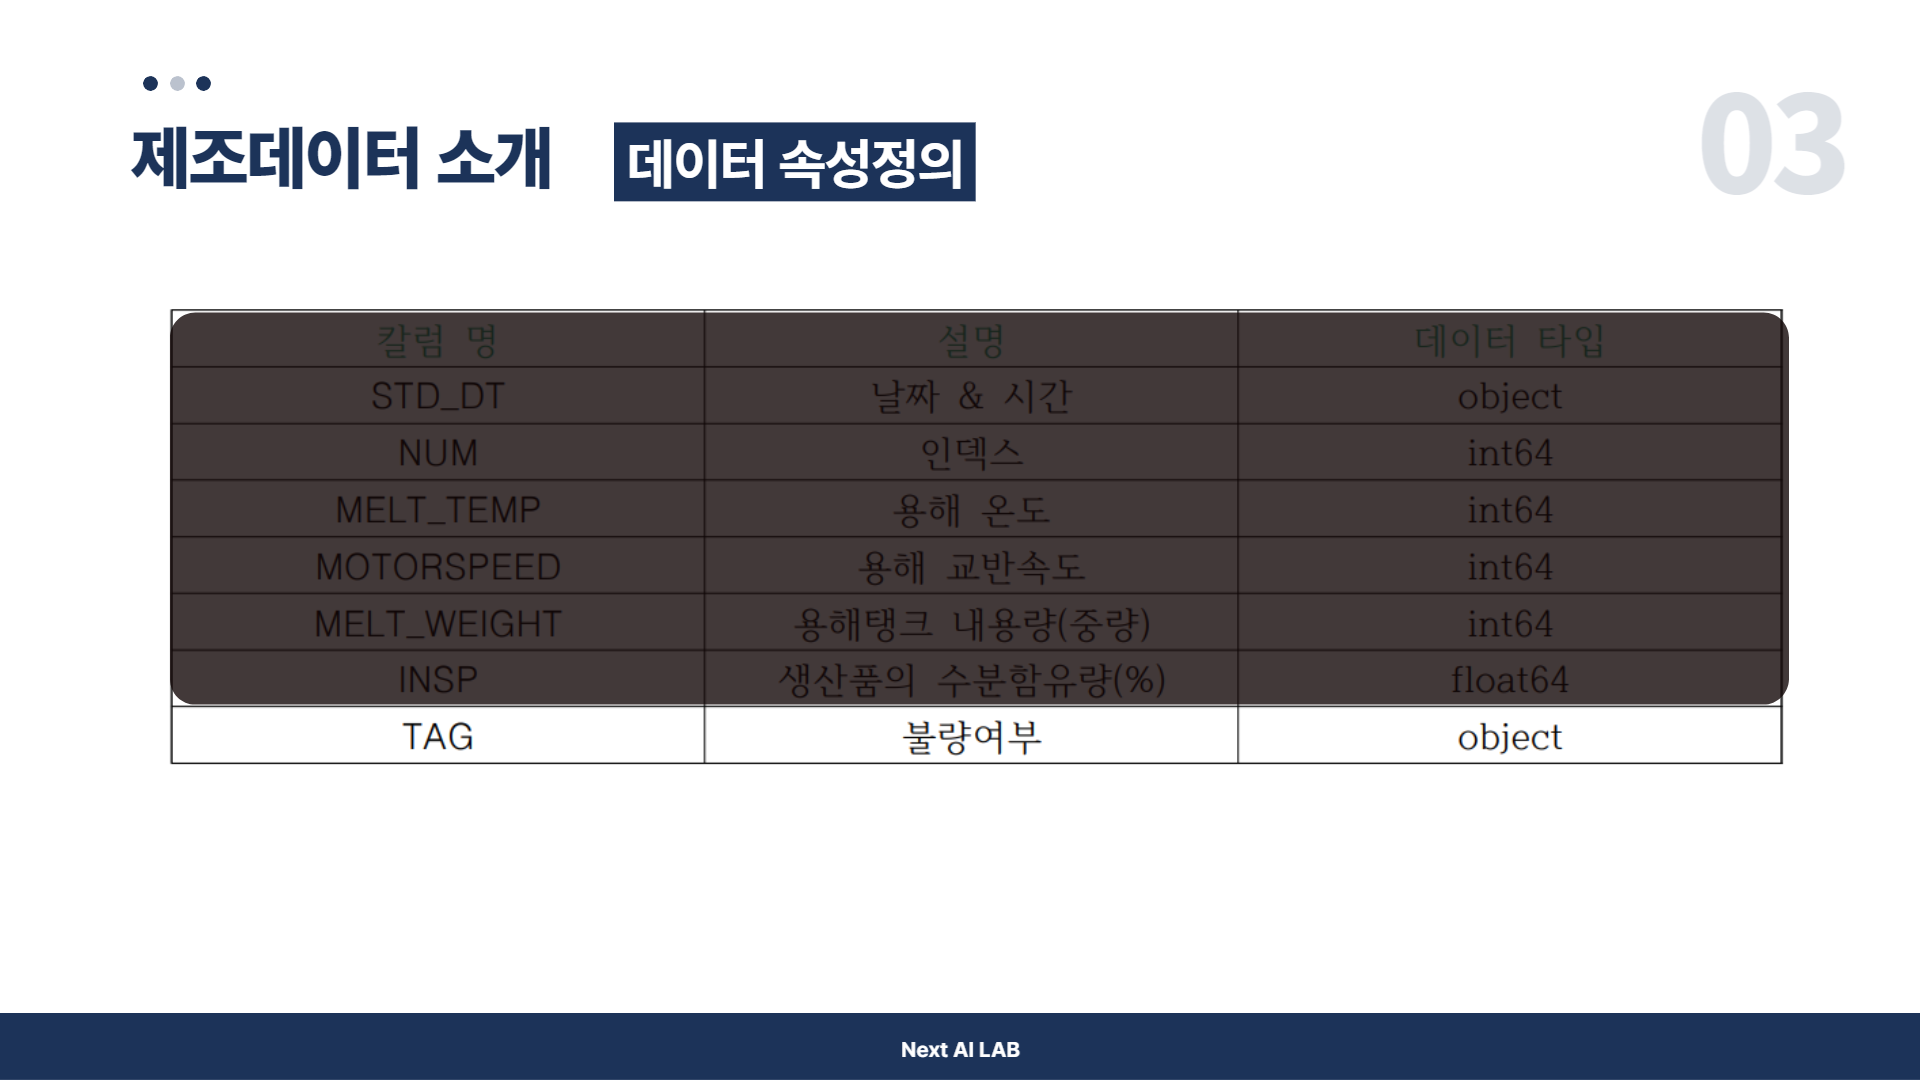 제조데이터 소개
데이터 속성정의
03
칼럼 명 설명 데이터 타입
STD_DT 날짜 & 시간 object
NUM 인덱스 int64
MELT_TEMP 용해 온도 int64
MOTORSPEED 용해 교반속도 int64
MELT_WEIGHT 용해탱크 내용량(중량) int64
INSP 생산품의 수분함유량(%) float64
TAG 불량여부 object
Next AI LAB